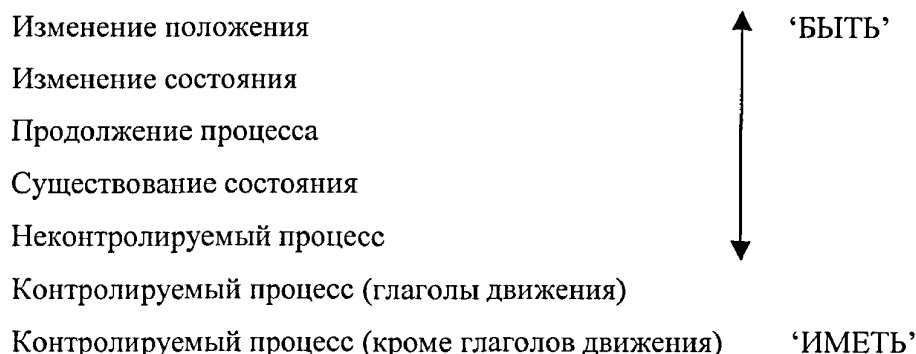 Изменение положения ‘БЫТЬ’
Изменение состояния
Продолжение процесса
Существование состояния
Неконтролируемый процесс
Контролируемый процесс (глаголы движения)
Контролируемый процесс (кроме глаголов движения) ‘ИМЕТЬ’